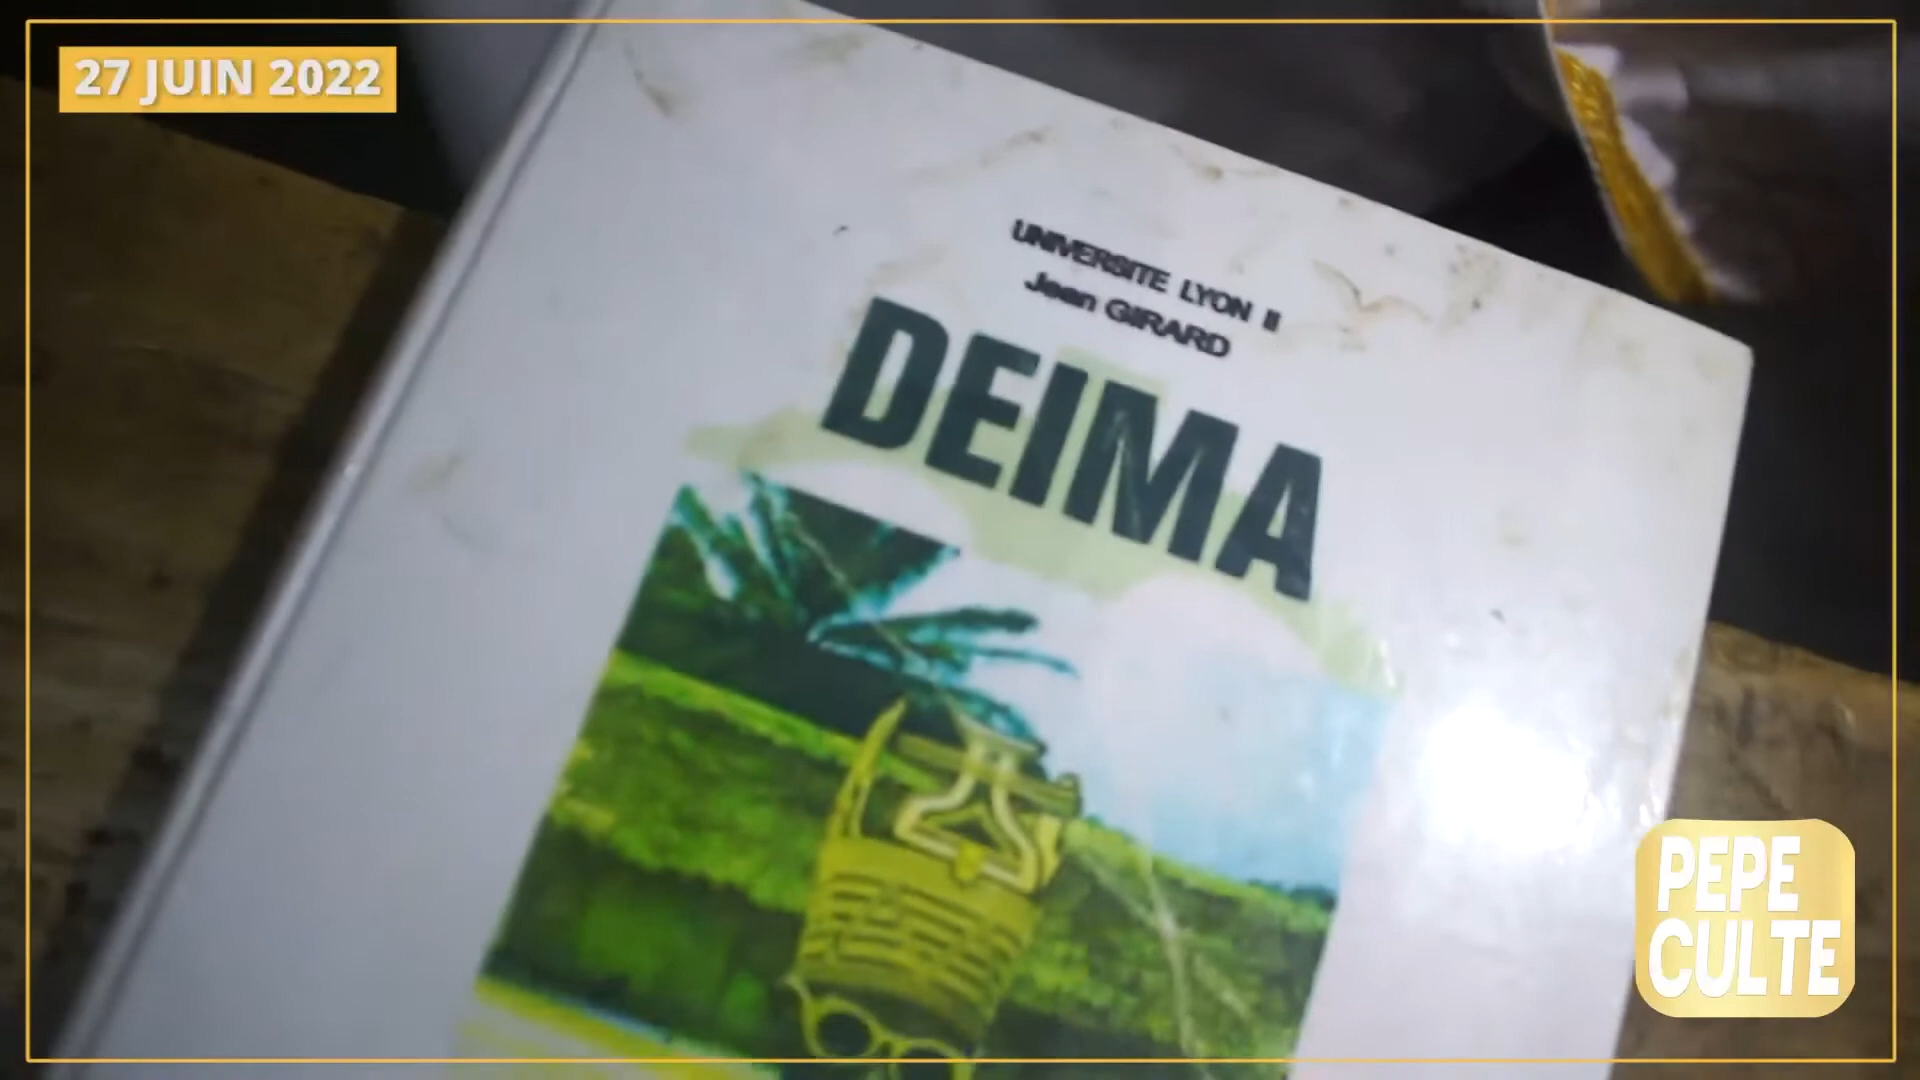 27 JUIN 2022
UNIVERSITE LYON II
Jean GIRARD
DEIMA
PEPE
CULTE